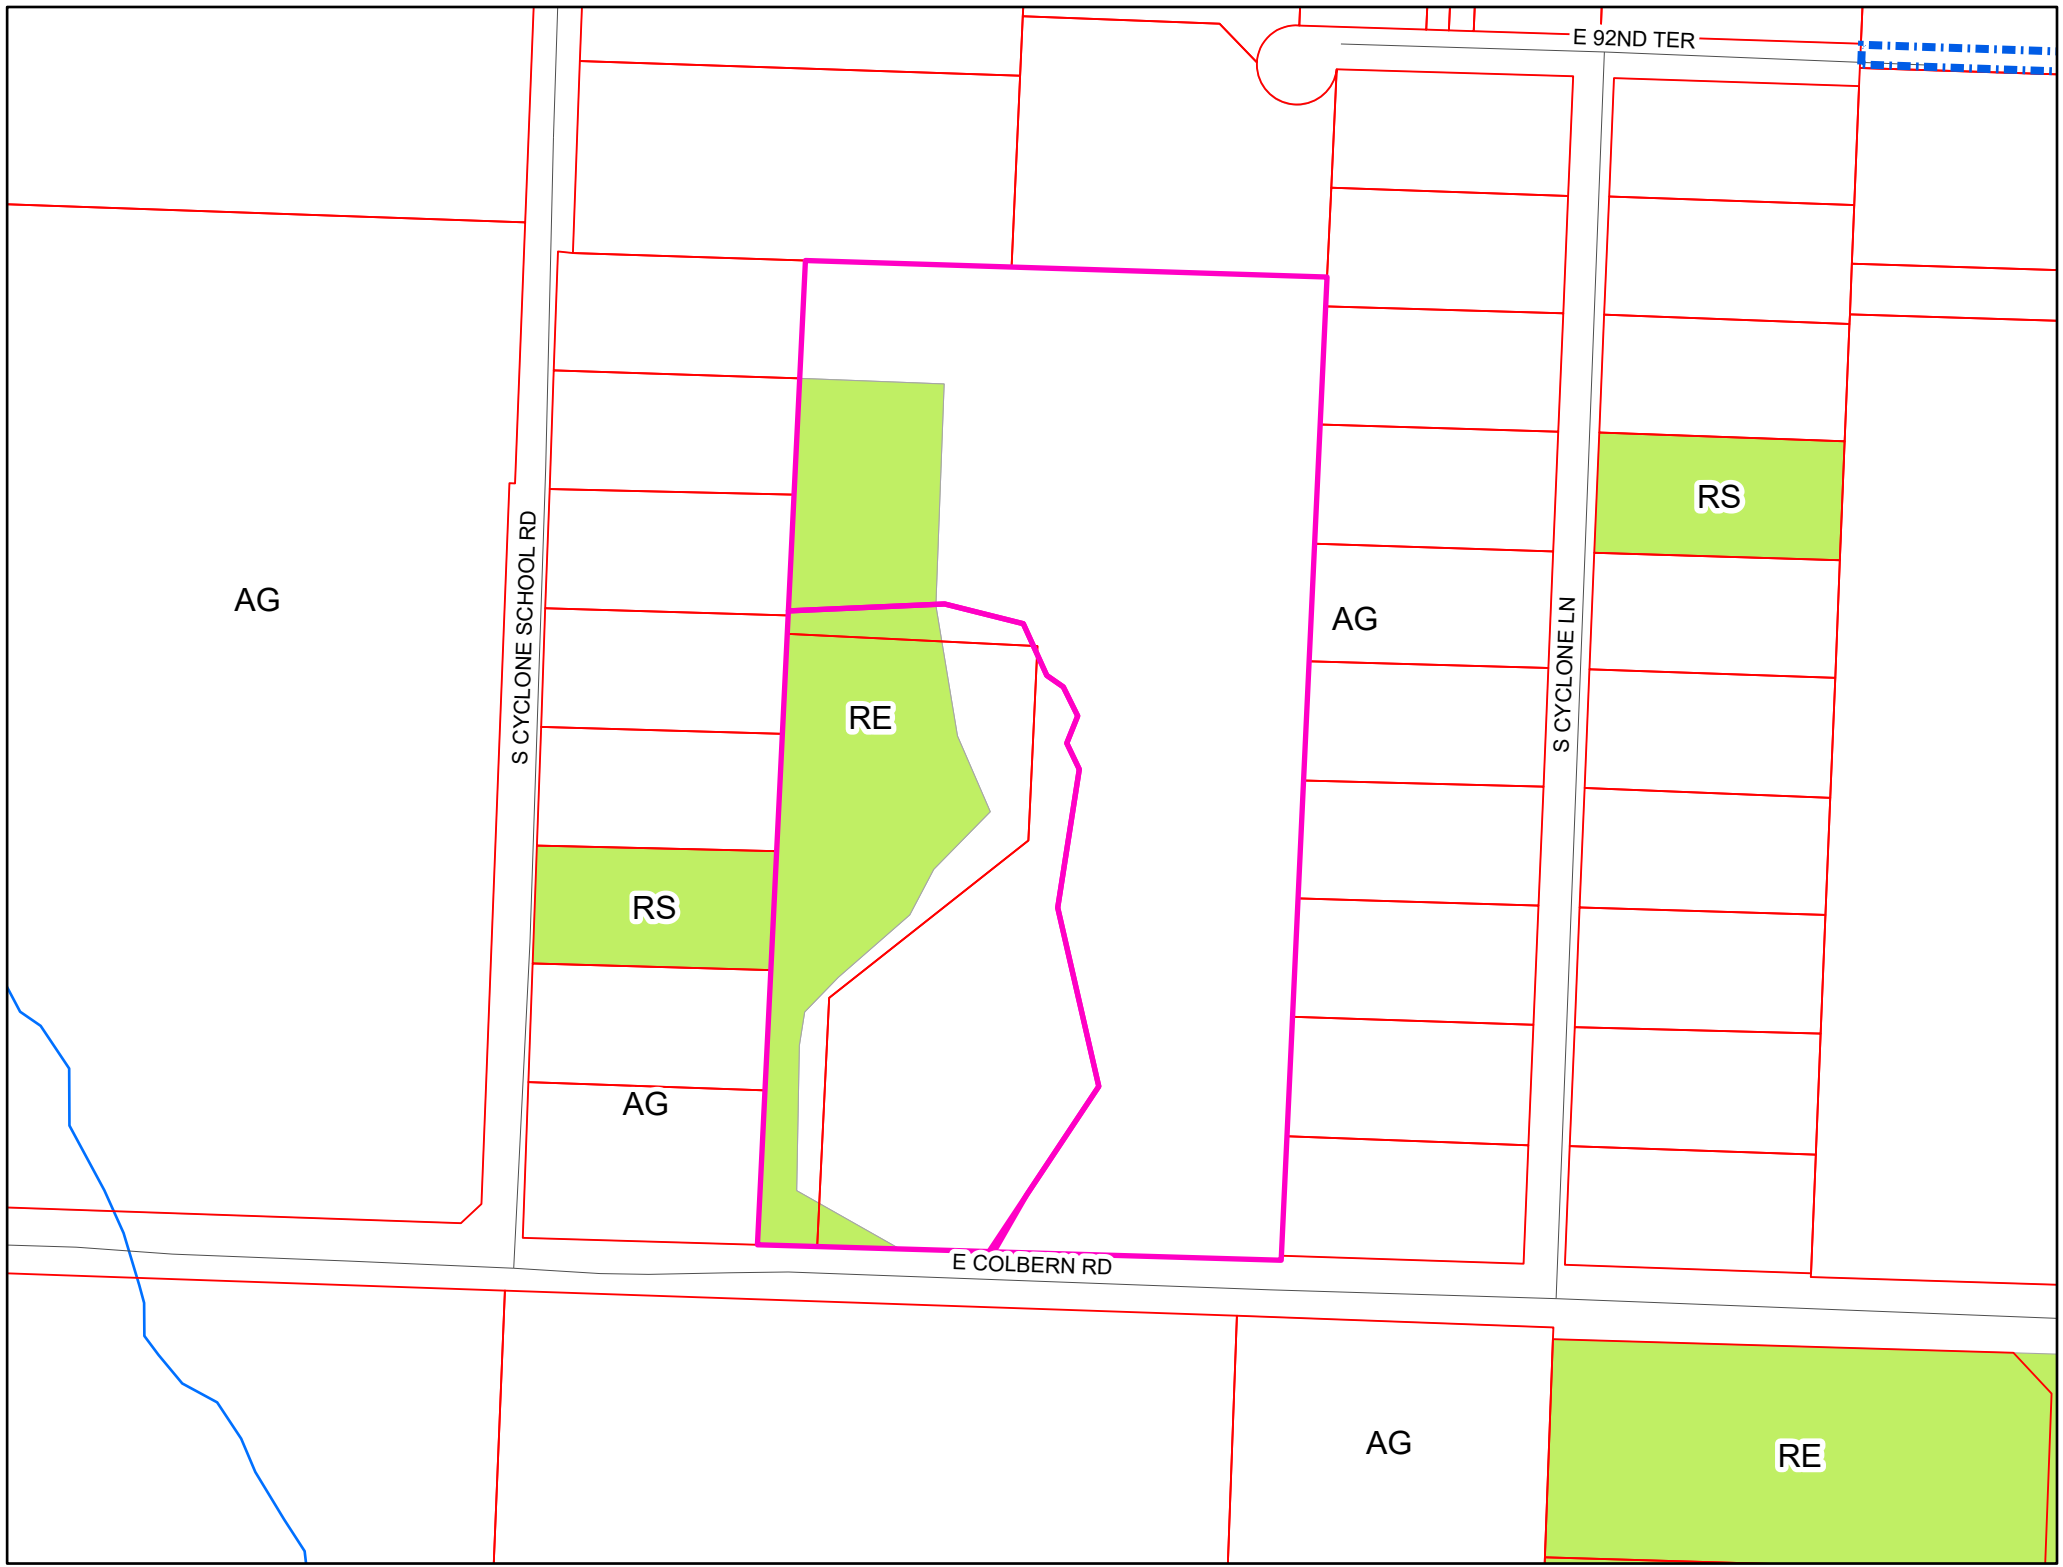 E 92ND TER
RS
S CYCLONE SCHOOL RD
AG
AG
S CYCLONE LN
RE
RS
AG
E COLBERN RD
AG
RE